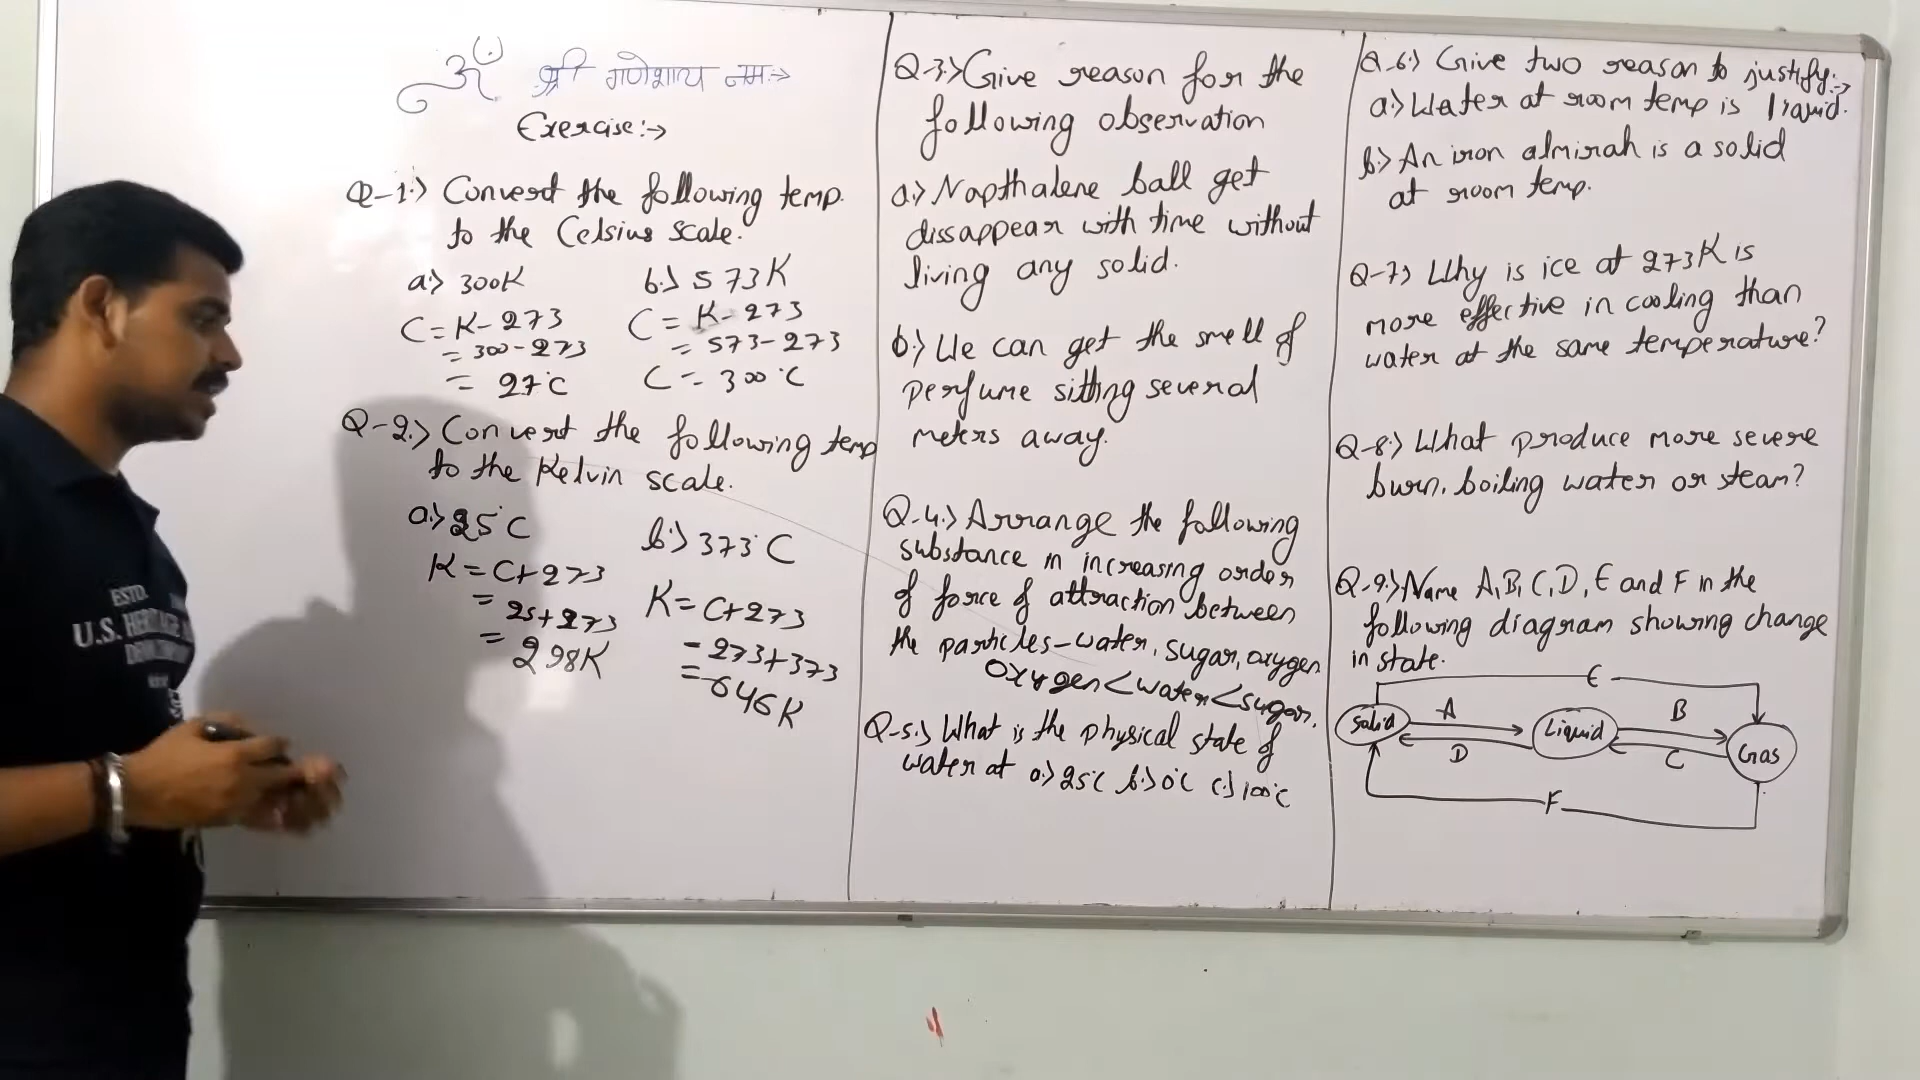 ॐ श्री गणेशाय नमः→
Exercise:→
Q-1.> Convert the following temp.
to the Celsius scale.
a.> 300K
C = K - 273
= 300 - 273
= 27°C
b.> 573K
C = K - 273
= 573 - 273
C = 300°C
Q-2.> Convert the following temp
to the Kelvin scale.
a.> 25°C
K = C + 273
= 25 + 273
= 298K
b.> 373°C
K = C + 273
= 273 + 373
= 646K
Q-3.> Give reason for the
following observation
a.> Napthalene ball get
dissappear with time without
living any solid.
b.> We can get the smell of
perfume sitting several
meters away.
Q-4.> Arrange the following
substance in increasing order
of force of attraction between
the particles - water, sugar, oxygen
Oxygen < water < sugar.
Q-5.> What is the physical state of
water at a.> 25°C b.> 0°C c.> 100°C
Q-6.> Give two reason to justify:→
a.> Water at room temp is liquid.
b.> An iron almirah is a solid
at room temp.
Q-7> Why is ice at 273K is
more effective in cooling than
water at the same temperature?
Q-8.> What produce more severe
burn, boiling water or steam?
Q-9.> Name A, B, C, D, E and F in the
following diagram showing change
in state.
E
Solid A Liquid B Gas
D C
F
ESTD.
U.S.